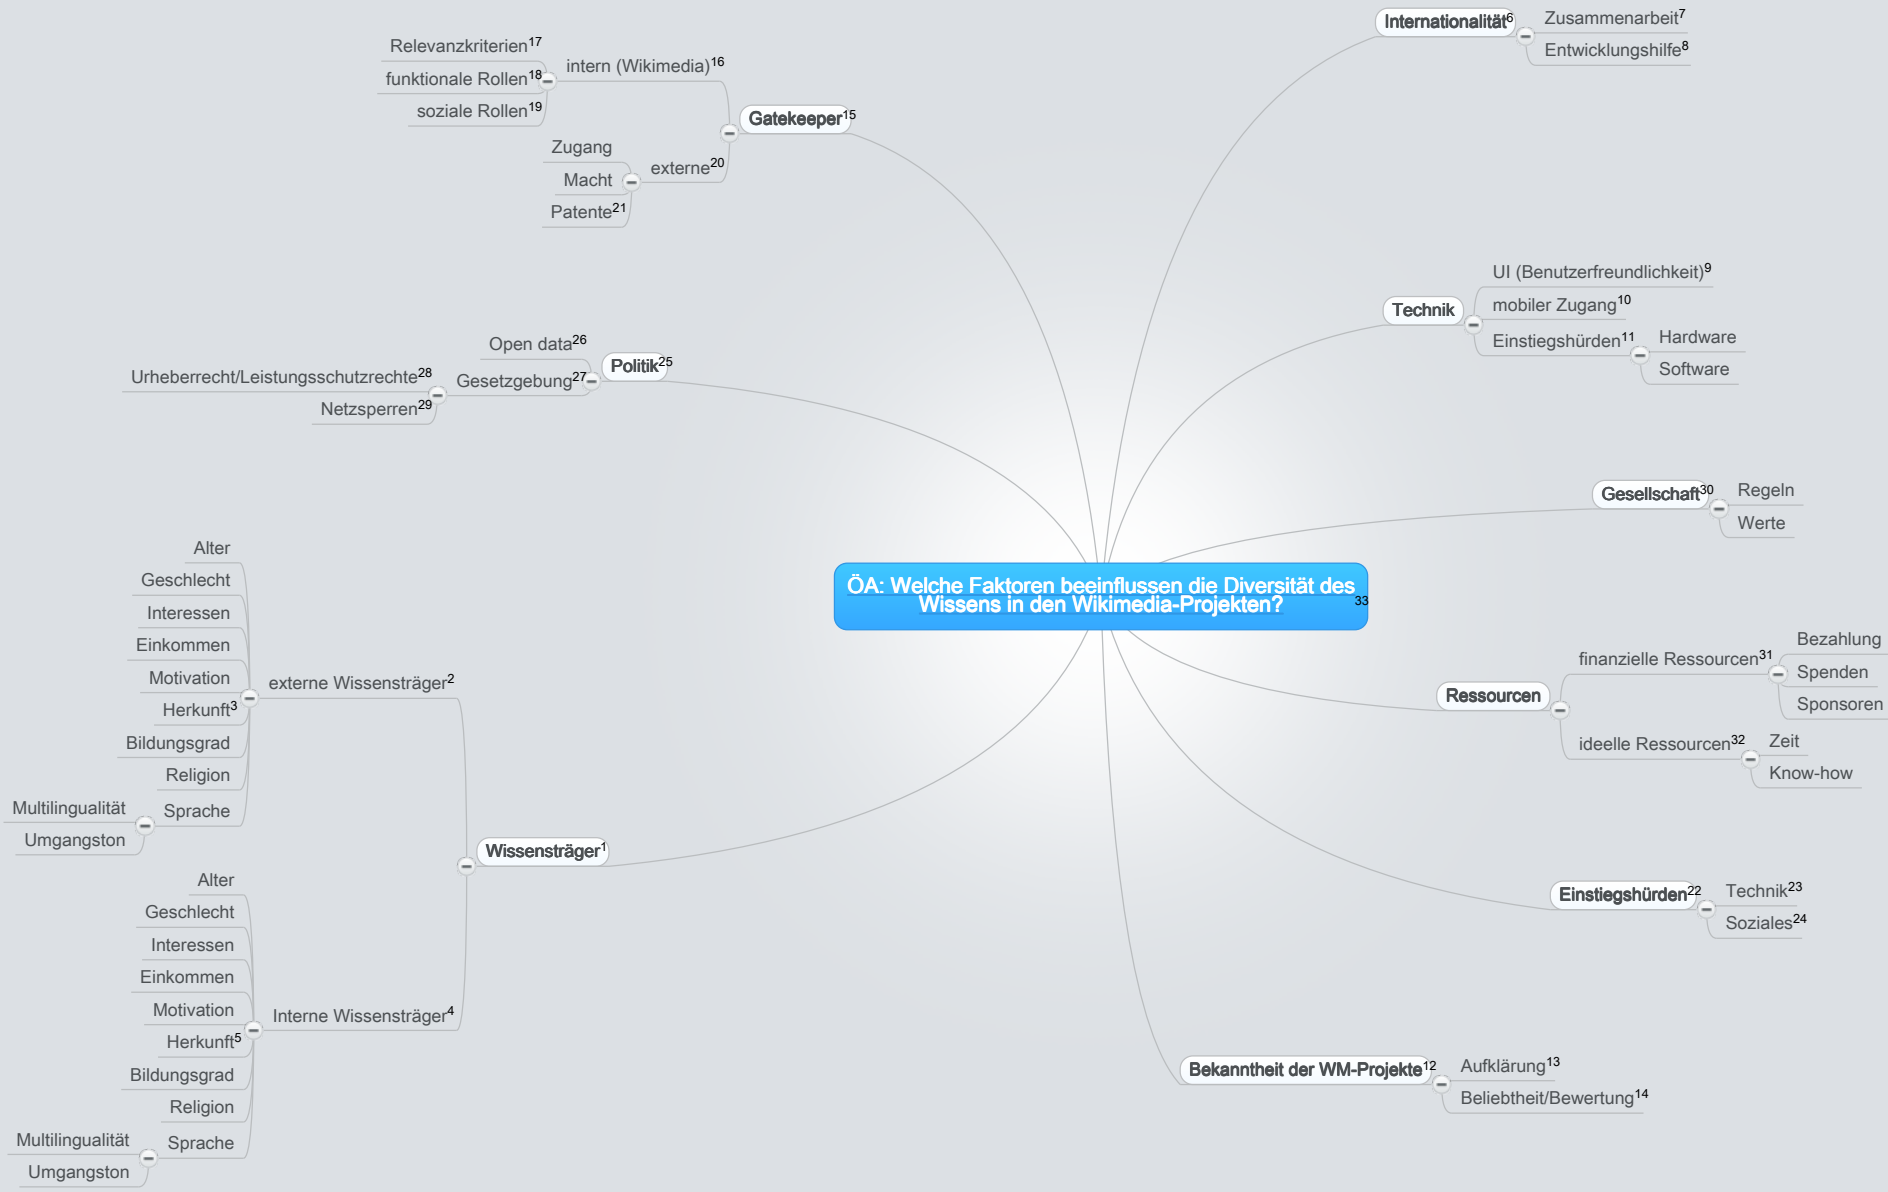 ÖA: Welche Faktoren beeinflussen die Diversität des
Wissens in den Wikimedia-Projekten? 33
Gatekeeper15
intern (Wikimedia)16
Relevanzkriterien17
funktionale Rollen18
soziale Rollen19
externe20
Zugang
Macht
Patente21
Politik25
Open data26
Gesetzgebung27
Urheberrecht/Leistungsschutzrechte28
Netzsperren29
Wissensträger1
externe Wissensträger2
Alter
Geschlecht
Interessen
Einkommen
Motivation
Herkunft3
Bildungsgrad
Religion
Sprache
Multilingualität
Umgangston
Interne Wissensträger4
Alter
Geschlecht
Interessen
Einkommen
Motivation
Herkunft5
Bildungsgrad
Religion
Sprache
Multilingualität
Umgangston
Internationalität6
Zusammenarbeit7
Entwicklungshilfe8
Technik
UI (Benutzerfreundlichkeit)9
mobiler Zugang10
Einstiegshürden11
Hardware
Software
Gesellschaft30
Regeln
Werte
Ressourcen
finanzielle Ressourcen31
Bezahlung
Spenden
Sponsoren
ideelle Ressourcen32
Zeit
Know-how
Einstiegshürden22
Technik23
Soziales24
Bekanntheit der WM-Projekte12
Aufklärung13
Beliebtheit/Bewertung14